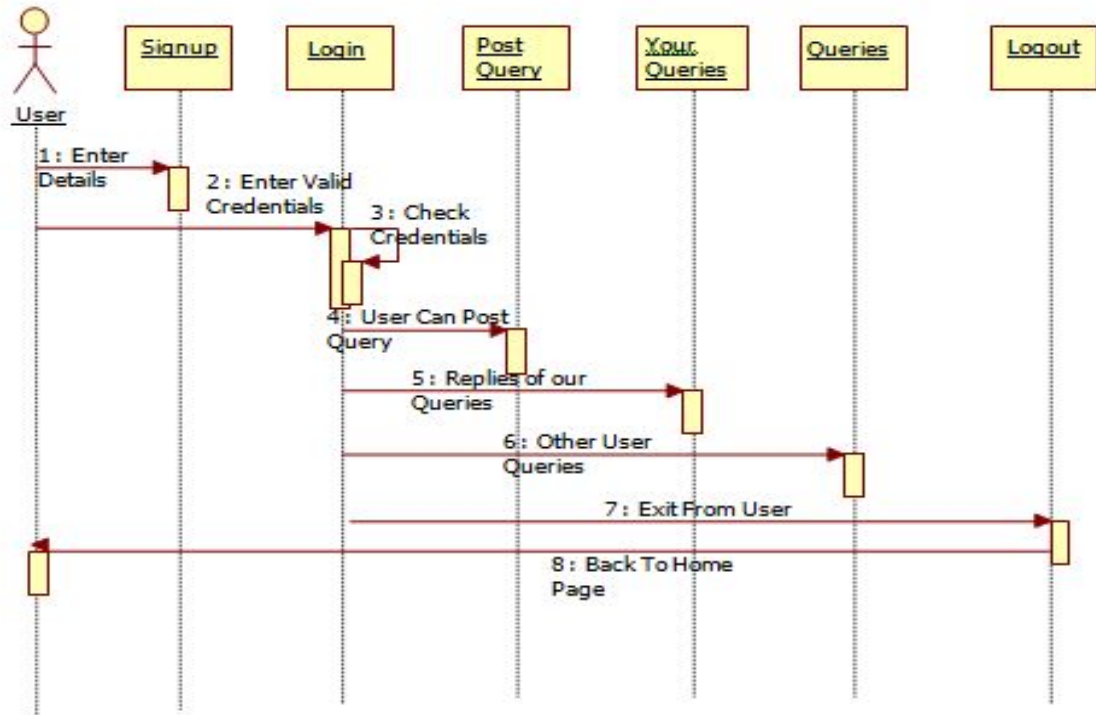 Signup
Login
Post
Query
Your
Queries
Queries
Logout
User
1 : Enter
Details
2 : Enter Valid
Credentials
3 : Check
Credentials
4 : User Can Post
Query
5 : Replies of our
Queries
6 : Other User
Queries
7 : Exit From User
8 : Back To Home
Page